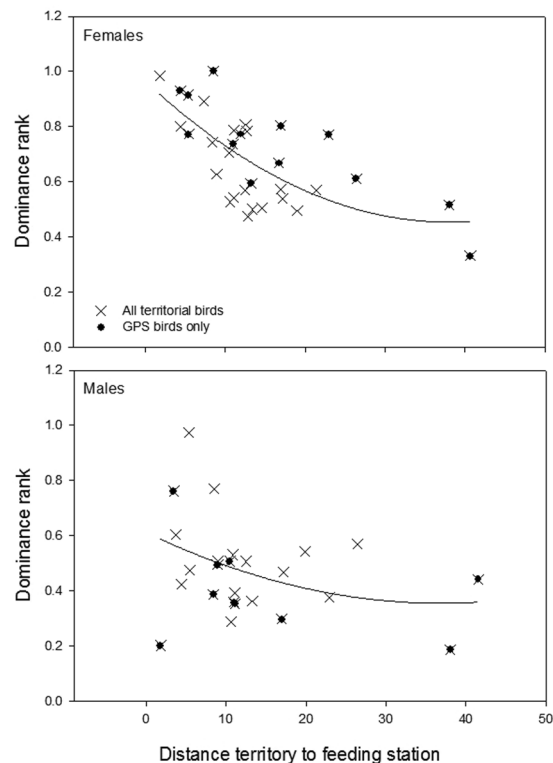 1.2
Females
1.0
0.8
0.6
0.4
0.2
0.0
Dominance rank
All territorial birds
GPS birds only
1.2
Males
1.0
0.8
0.6
0.4
0.2
0.0
Dominance rank
0 10 20 30 40 50
Distance territory to feeding station